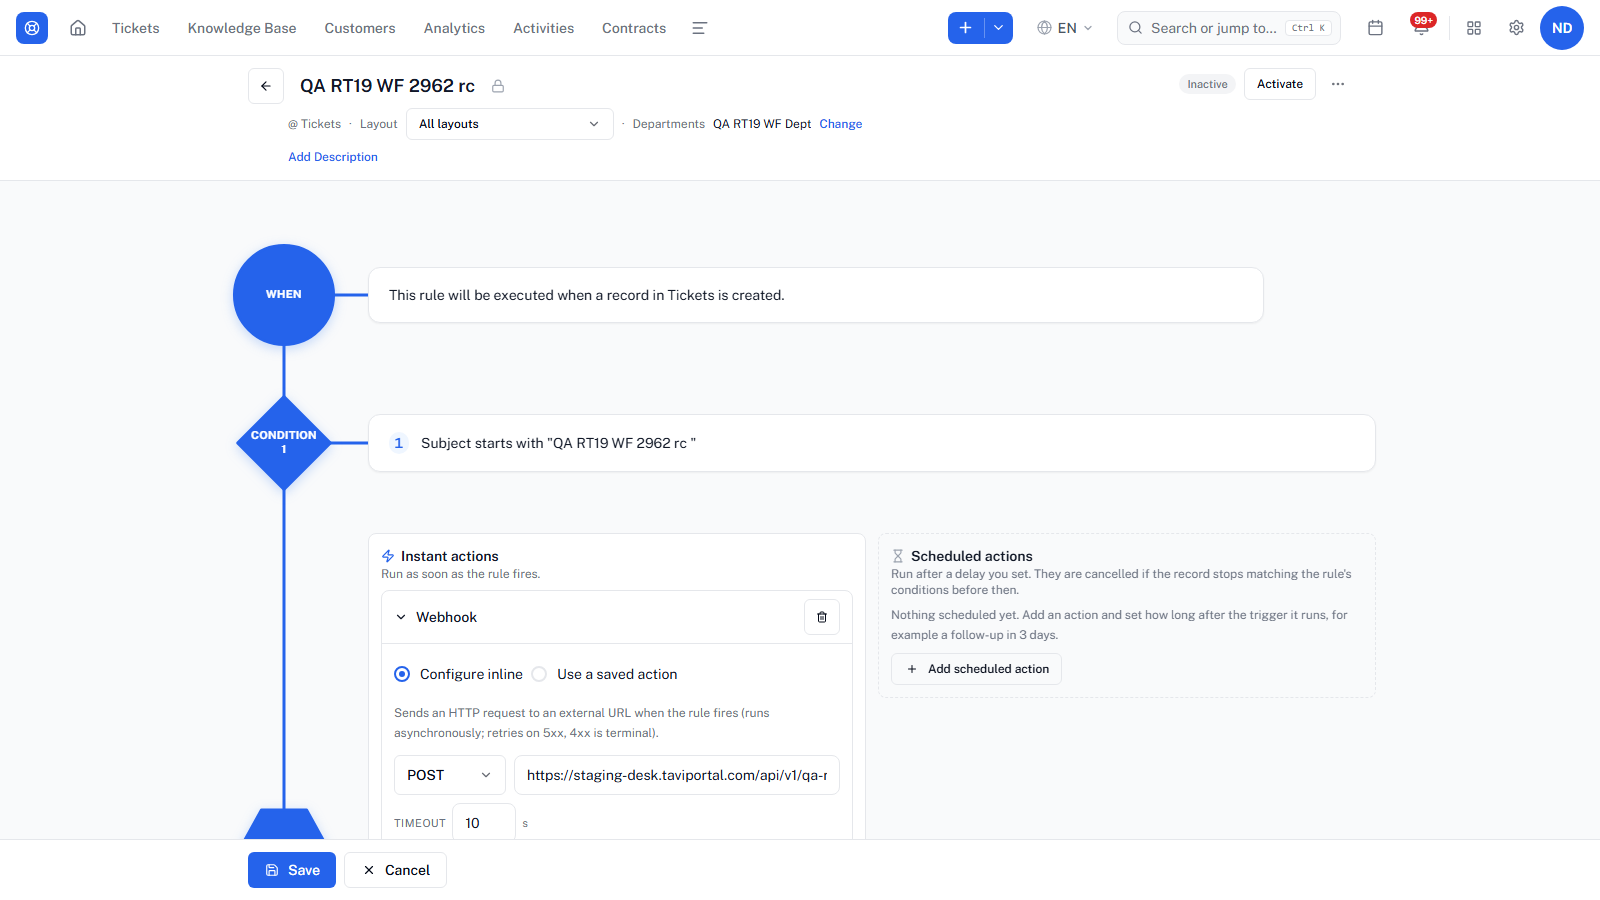 Tickets Knowledge Base Customers Analytics Activities Contracts EN Search or jump to... Ctrl K 99+ ND
QA RT19 WF 2962 rc Inactive Activate
@ Tickets · Layout All layouts · Departments QA RT19 WF Dept Change
Add Description
WHEN This rule will be executed when a record in Tickets is created.
CONDITION
1
1 Subject starts with "QA RT19 WF 2962 rc "
Instant actions
Run as soon as the rule fires.
Webhook
Configure inline Use a saved action
Sends an HTTP request to an external URL when the rule fires (runs
asynchronously; retries on 5xx, 4xx is terminal).
POST https://staging-desk.taviportal.com/api/v1/qa-r
TIMEOUT 10 s
Scheduled actions
Run after a delay you set. They are cancelled if the record stops matching the rule's
conditions before then.
Nothing scheduled yet. Add an action and set how long after the trigger it runs, for
example a follow-up in 3 days.
Add scheduled action
Save Cancel